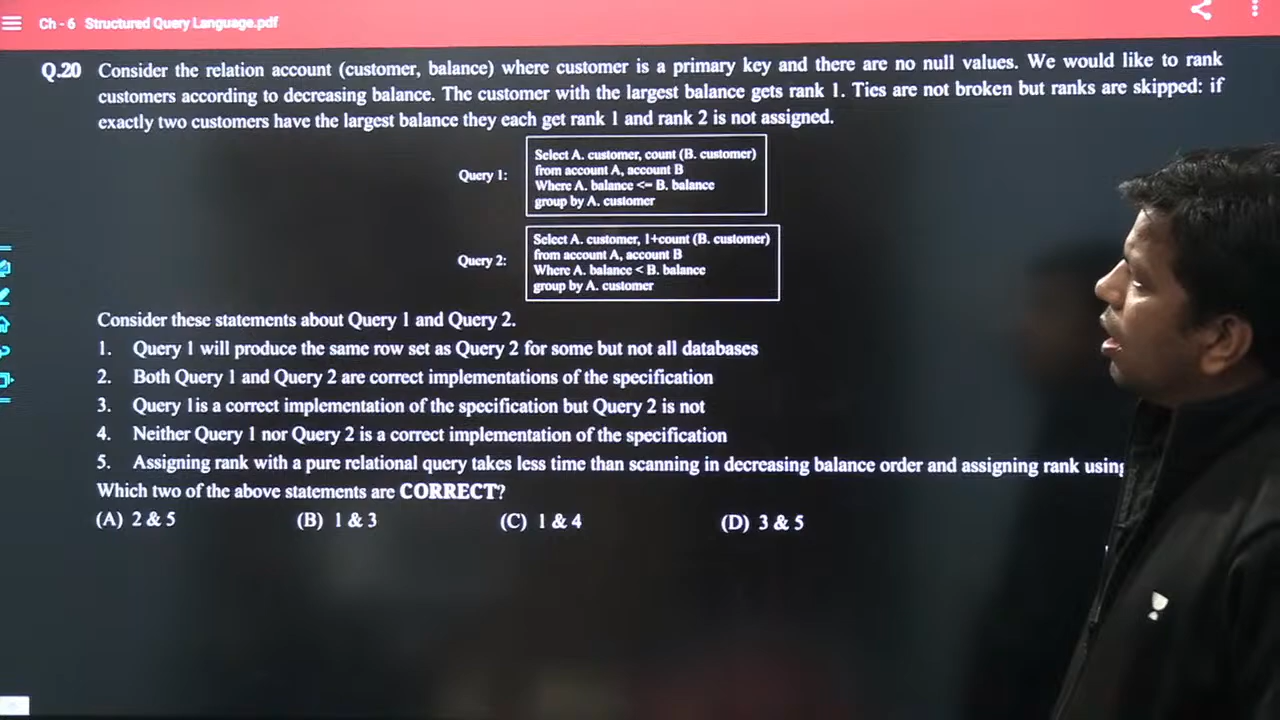 Ch - 6 Structured Query Language.pdf
Q.20 Consider the relation account (customer, balance) where customer is a primary key and there are no null values. We would like to rank
customers according to decreasing balance. The customer with the largest balance gets rank 1. Ties are not broken but ranks are skipped: if
exactly two customers have the largest balance they each get rank 1 and rank 2 is not assigned.
Query 1:
Select A. customer, count (B. customer)
from account A, account B
Where A. balance <= B. balance
group by A. customer
Query 2:
Select A. customer, 1+count (B. customer)
from account A, account B
Where A. balance < B. balance
group by A. customer
Consider these statements about Query 1 and Query 2.
1. Query 1 will produce the same row set as Query 2 for some but not all databases
2. Both Query 1 and Query 2 are correct implementations of the specification
3. Query 1is a correct implementation of the specification but Query 2 is not
4. Neither Query 1 nor Query 2 is a correct implementation of the specification
5. Assigning rank with a pure relational query takes less time than scanning in decreasing balance order and assigning rank using
Which two of the above statements are CORRECT?
(A) 2 & 5 (B) 1 & 3 (C) 1 & 4 (D) 3 & 5